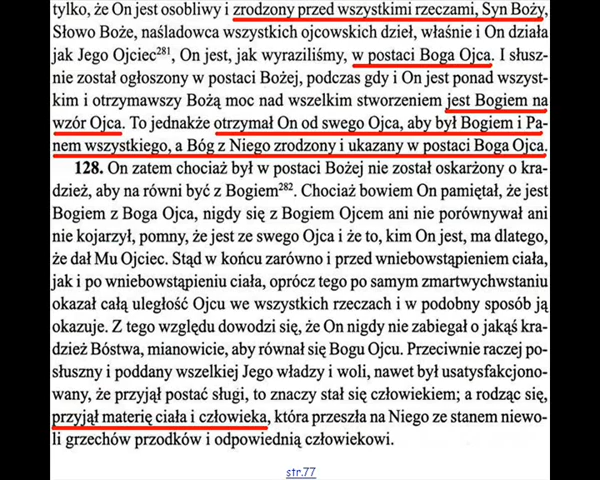 tylko, że On jest osobliwy i zrodzony przed wszystkimi rzeczami, Syn Boży,
Słowo Boże, naśladowca wszystkich ojcowskich dzieł, właśnie i On działa
jak Jego Ojciec281, On jest, jak wyraziliśmy, w postaci Boga Ojca. I słusz-
nie został ogłoszony w postaci Bożej, podczas gdy i On jest ponad wszyst-
kim i otrzymawszy Bożą moc nad wszelkim stworzeniem jest Bogiem na
wzór Ojca. To jednakże otrzymał On od swego Ojca, aby był Bogiem i Pa-
nem wszystkiego, a Bóg z Niego zrodzony i ukazany w postaci Boga Ojca.
128. On zatem chociaż był w postaci Bożej nie został oskarżony o kra-
dzież, aby na równi być z Bogiem282. Chociaż bowiem On pamiętał, że jest
Bogiem z Boga Ojca, nigdy się z Bogiem Ojcem ani nie porównywał ani
nie kojarzył, pomny, że jest ze swego Ojca i że to, kim On jest, ma dlatego,
że dał Mu Ojciec. Stąd w końcu zarówno i przed wniebowstąpieniem ciała,
jak i po wniebowstąpieniu ciała, oprócz tego po samym zmartwychwstaniu
okazał całą uległość Ojcu we wszystkich rzeczach i w podobny sposób ją
okazuje. Z tego względu dowodzi się, że On nigdy nie zabiegał o jakąś kra-
dzież Bóstwa, mianowicie, aby równał się Bogu Ojcu. Przeciwnie raczej po-
słuszny i poddany wszelkiej Jego władzy i woli, nawet był usatysfakcjono-
wany, że przyjął postać sługi, to znaczy stał się człowiekiem; a rodząc się,
przyjął materię ciała i człowieka, która przeszła na Niego ze stanem niewo-
li grzechów przodków i odpowiednią człowiekowi.
str.77